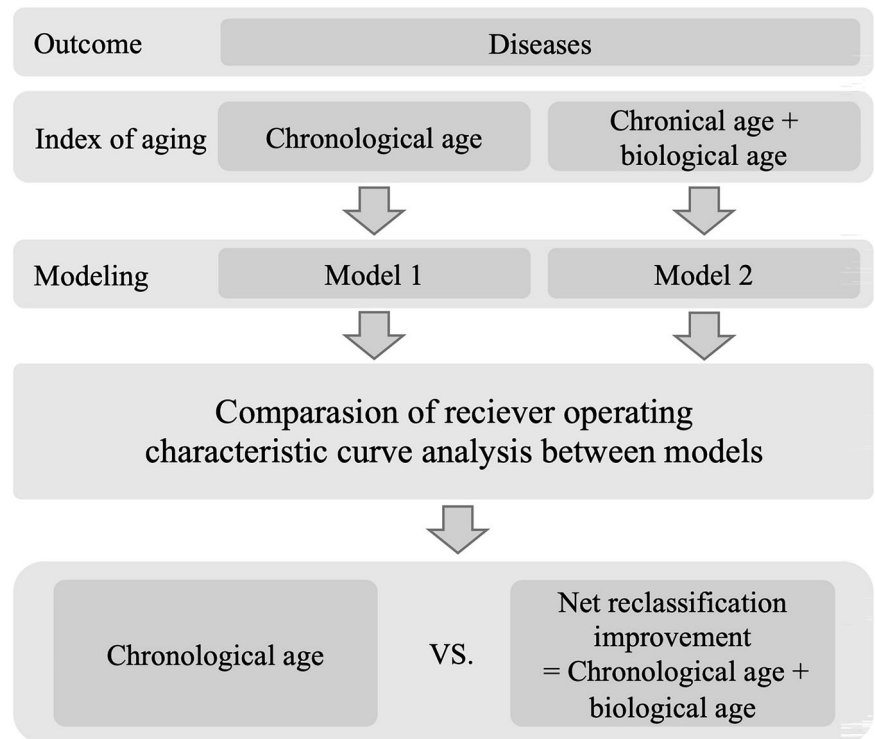 Outcome
Diseases
Index of aging
Chronological age
Chronical age +
biological age
Modeling
Model 1
Model 2
Comparasion of reciever operating
characteristic curve analysis between models
Chronological age
VS.
Net reclassification
improvement
= Chronological age +
biological age